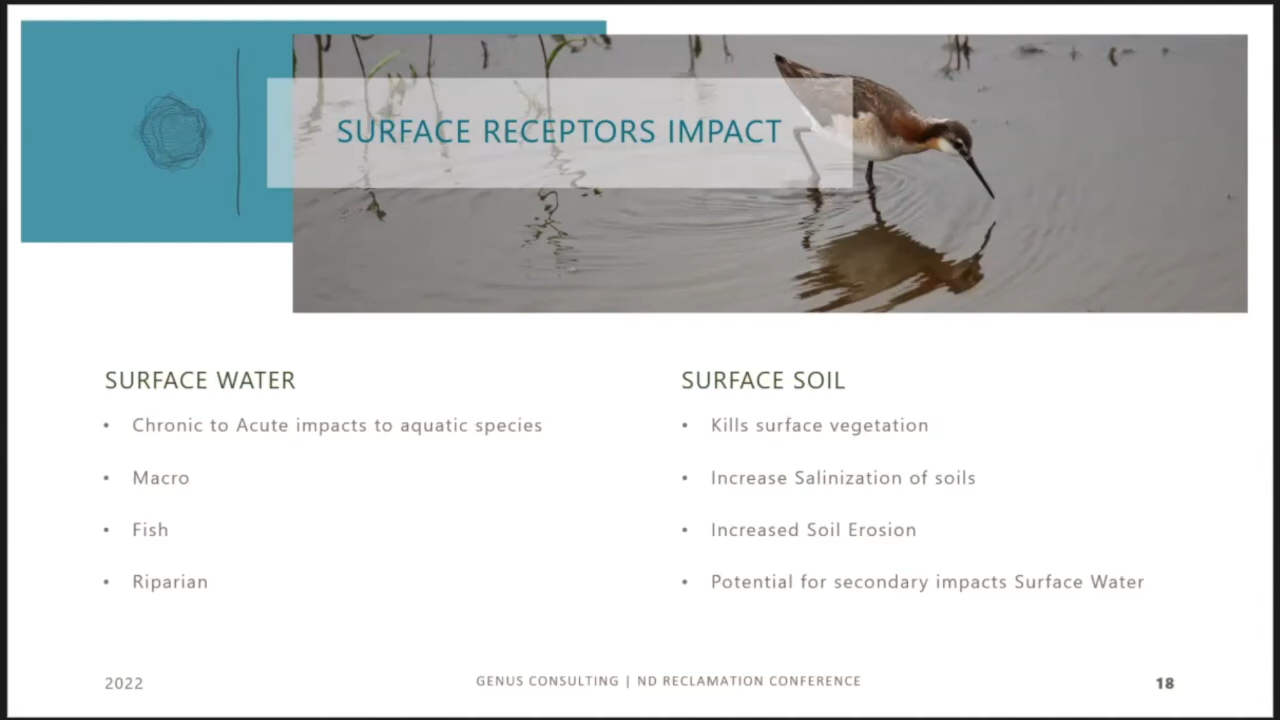 SURFACE RECEPTORS IMPACT
SURFACE WATER
• Chronic to Acute impacts to aquatic species
• Macro
• Fish
• Riparian
SURFACE SOIL
• Kills surface vegetation
• Increase Salinization of soils
• Increased Soil Erosion
• Potential for secondary impacts Surface Water
2022
GENUS CONSULTING | ND RECLAMATION CONFERENCE
18